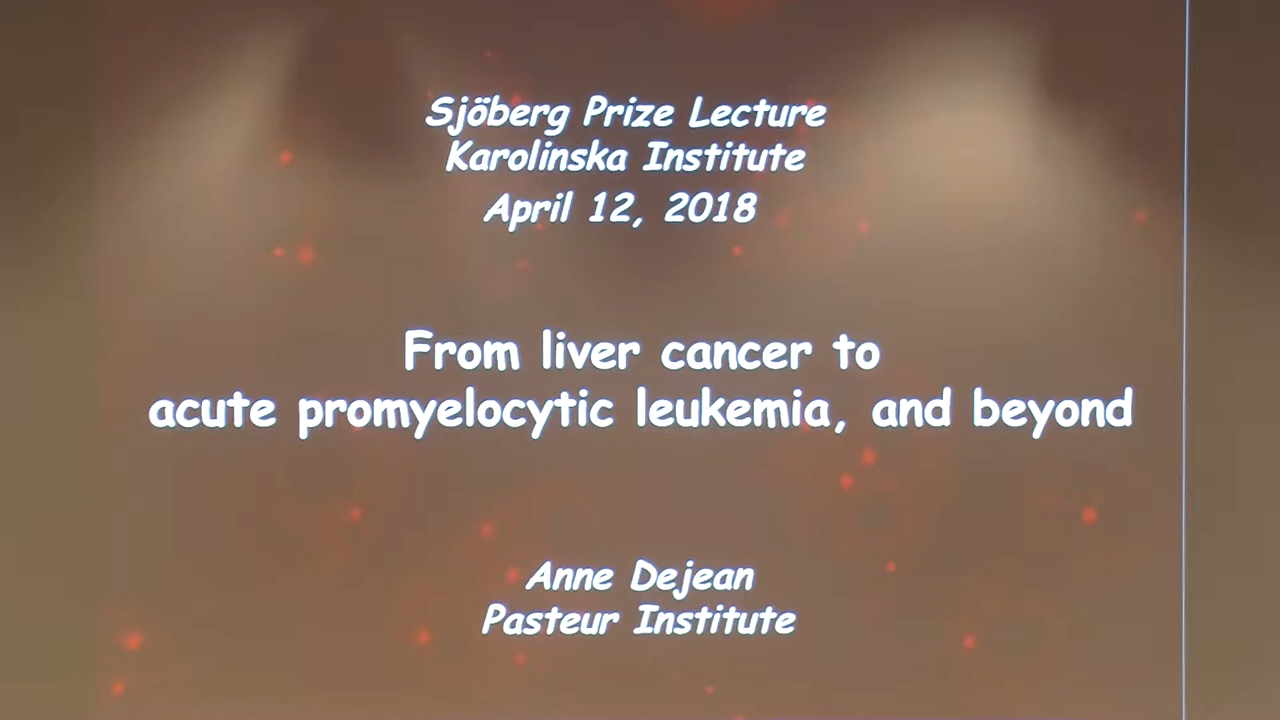 Sjöberg Prize Lecture
Karolinska Institute
April 12, 2018
From liver cancer to
acute promyelocytic leukemia, and beyond
Anne Dejean
Pasteur Institute